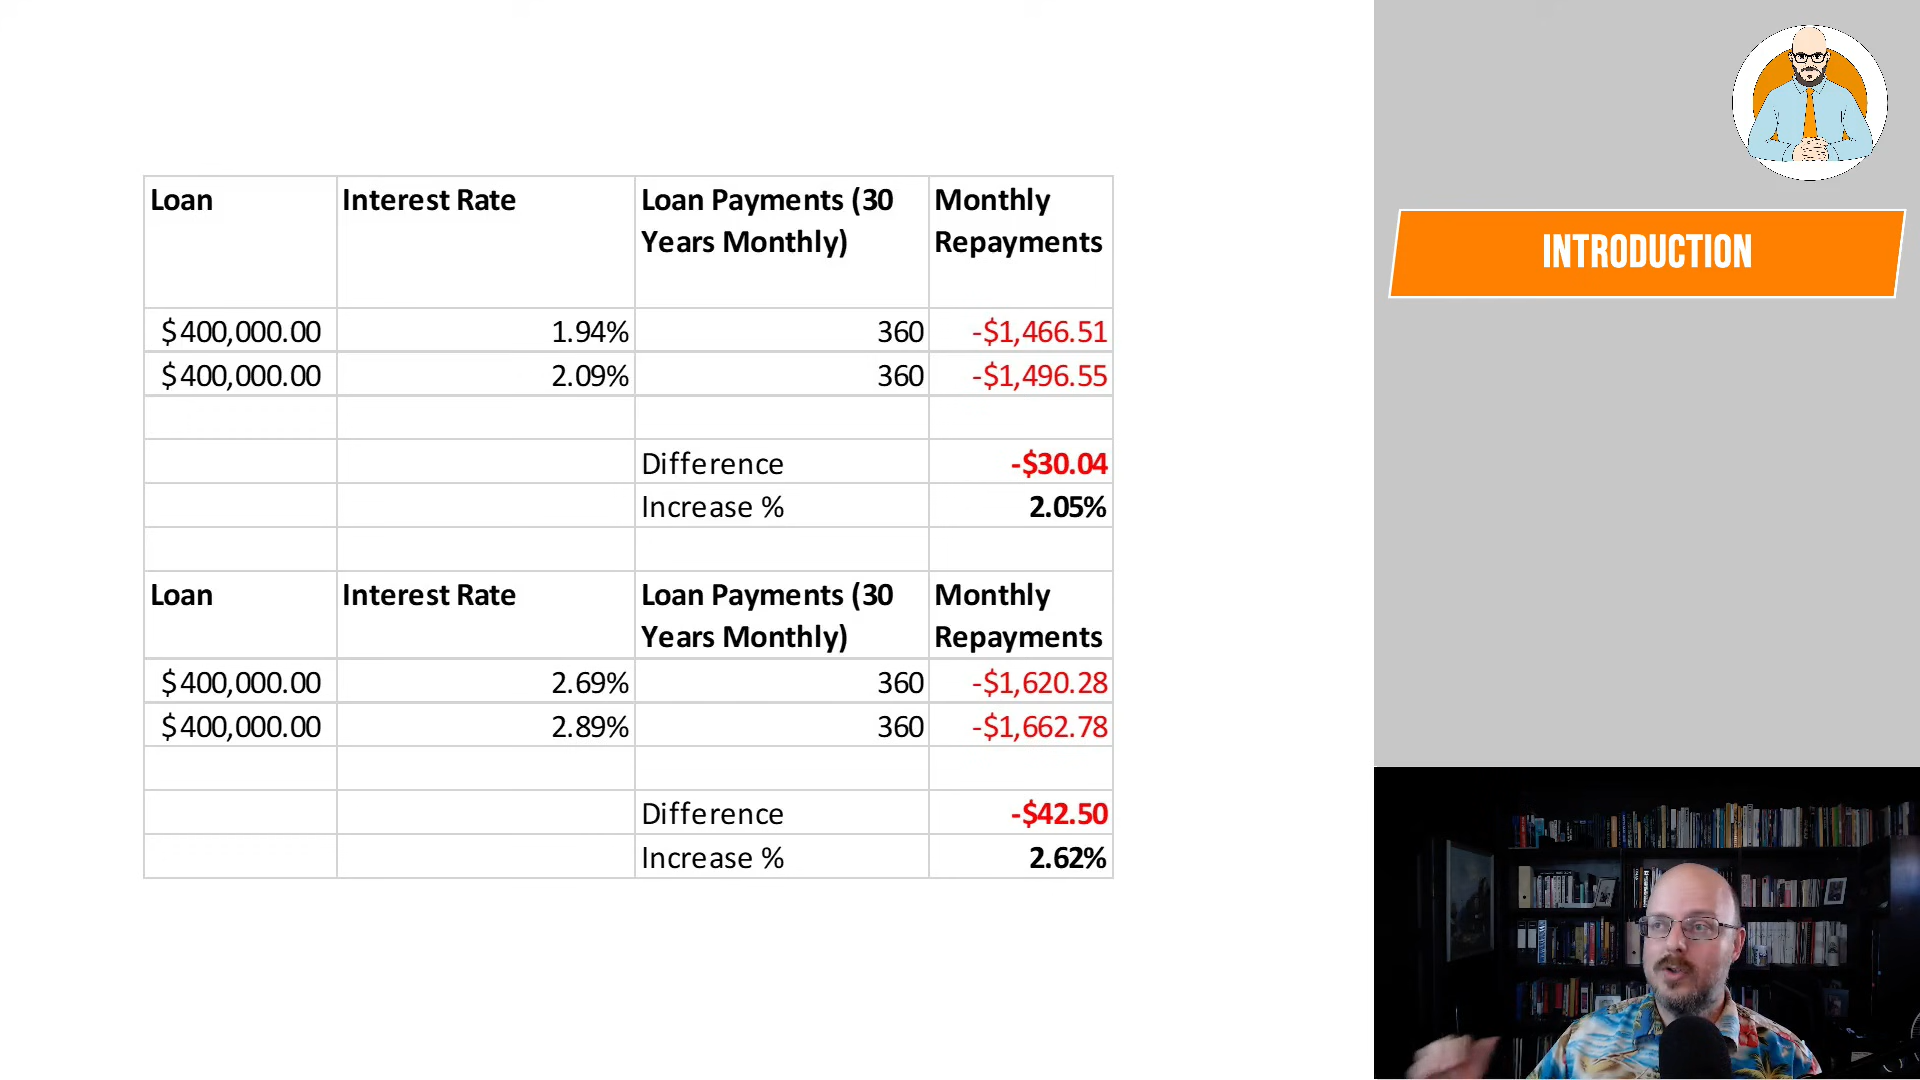 Loan Interest Rate Loan Payments (30 Monthly
Years Monthly) Repayments
$400,000.00 1.94% 360 -$1,466.51
$400,000.00 2.09% 360 -$1,496.55
Difference -$30.04
Increase % 2.05%
Loan Interest Rate Loan Payments (30 Monthly
Years Monthly) Repayments
$400,000.00 2.69% 360 -$1,620.28
$400,000.00 2.89% 360 -$1,662.78
Difference -$42.50
Increase % 2.62%
INTRODUCTION